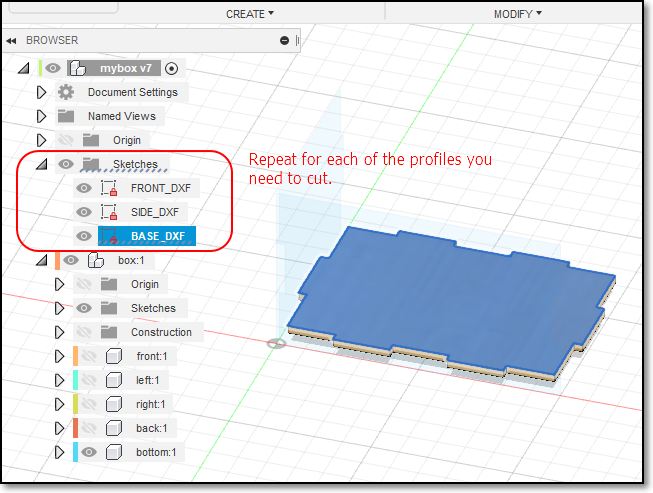 CREATE ▾ MODIFY ▾
BROWSER
mybox v7
Document Settings
Named Views
Origin
Sketches
Repeat for each of the profiles you
need to cut.
FRONT_DXF
SIDE_DXF
BASE_DXF
box:1
Origin
Sketches
Construction
front:1
left:1
right:1
back:1
bottom:1